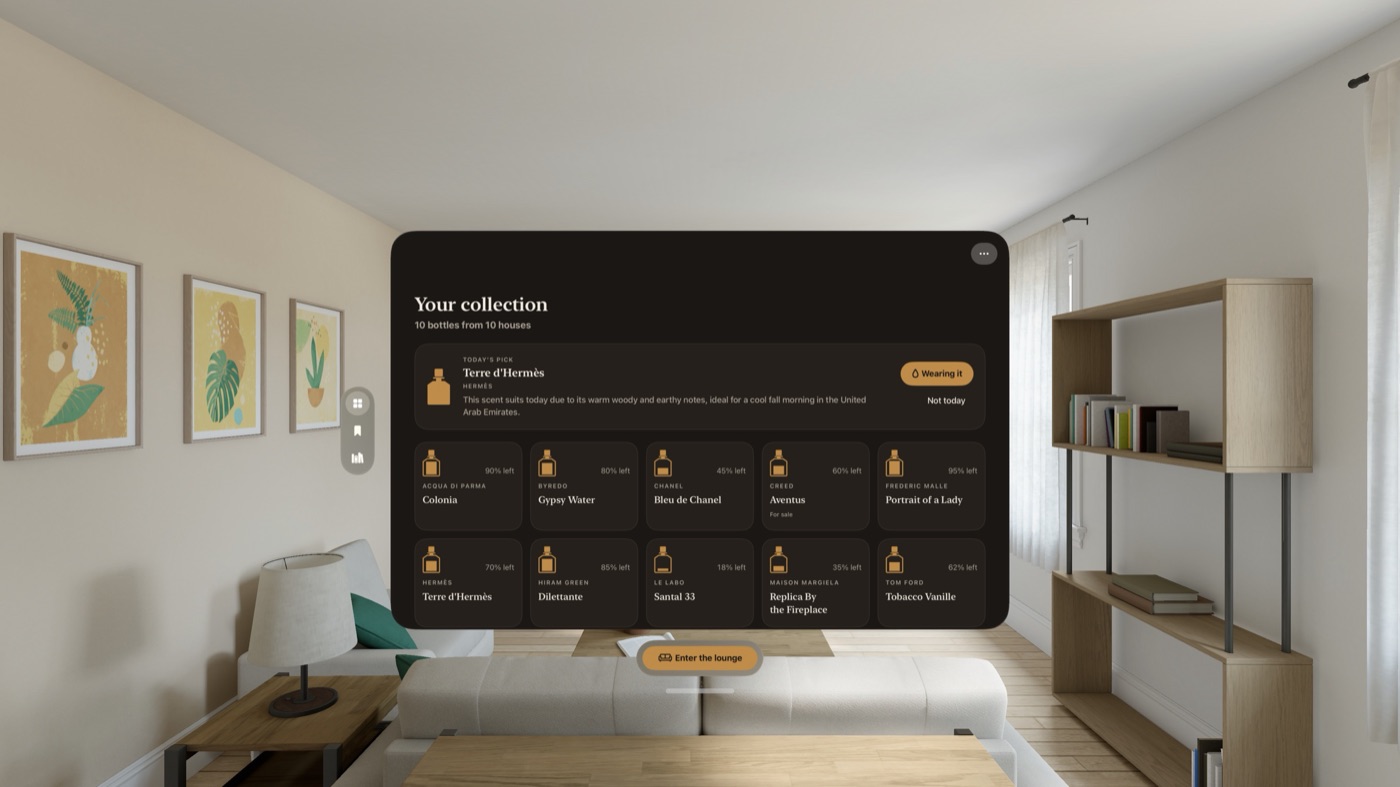 Your collection
10 bottles from 10 houses
TODAY'S PICK
Terre d'Hermès
HERMÈS
This scent suits today due to its warm woody and earthy notes, ideal for a cool fall morning in the United
Arab Emirates.
Wearing it
Not today
90% left
ACQUA DI PARMA
Colonia
80% left
BYREDO
Gypsy Water
45% left
CHANEL
Bleu de Chanel
60% left
CREED
Aventus
For sale
95% left
FREDERIC MALLE
Portrait of a Lady
70% left
HERMÈS
Terre d'Hermès
85% left
HIRAM GREEN
Dilettante
18% left
LE LABO
Santal 33
35% left
MAISON MARGIELA
Replica By
the Fireplace
62% left
TOM FORD
Tobacco Vanille
Enter the lounge